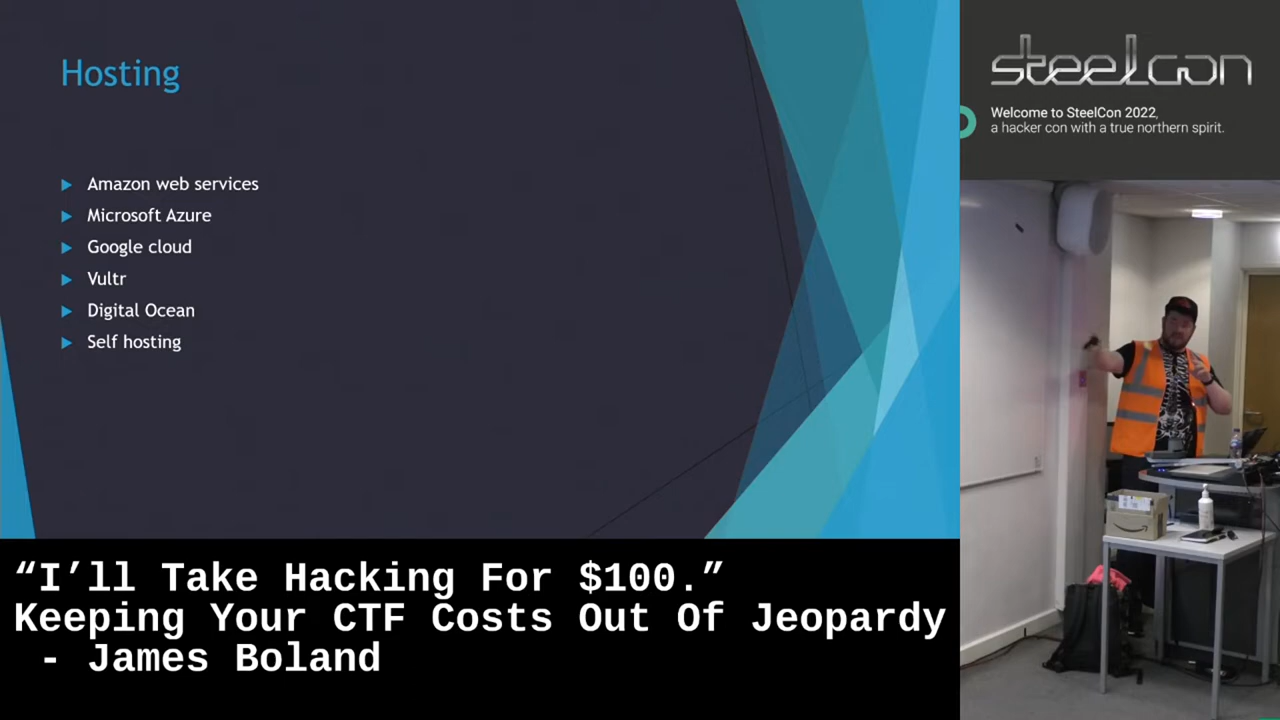 Hosting
Amazon web services
Microsoft Azure
Google cloud
Vultr
Digital Ocean
Self hosting
steelcon
Welcome to SteelCon 2022,
a hacker con with a true northern spirit.
“I’ll Take Hacking For $100.”
Keeping Your CTF Costs Out Of Jeopardy
- James Boland